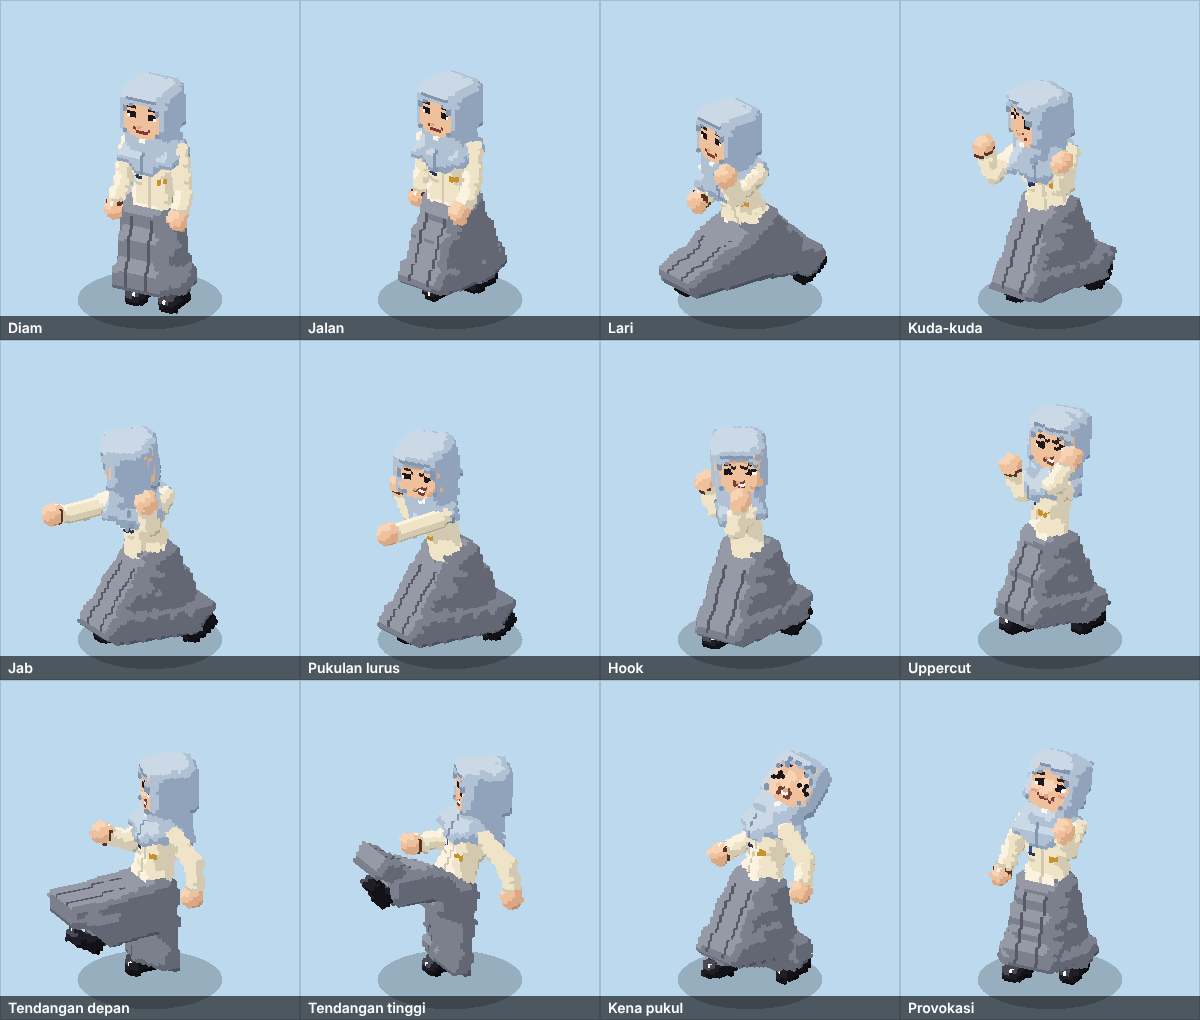 Diam
Jalan
Lari
Kuda-kuda
Jab
Pukulan lurus
Hook
Uppercut
Tendangan depan
Tendangan tinggi
Kena pukul
Provokasi